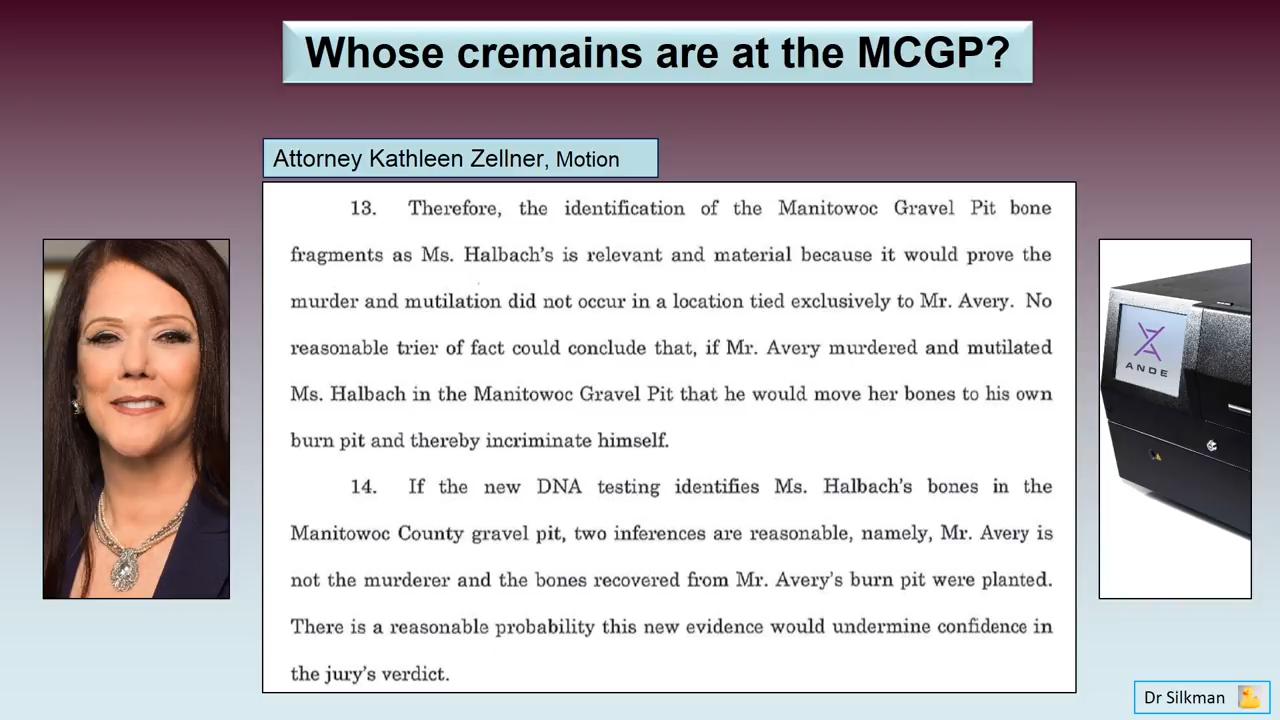 Whose cremains are at the MCGP?
Attorney Kathleen Zellner, Motion
13. Therefore, the identification of the Manitowoc Gravel Pit bone
fragments as Ms. Halbach's is relevant and material because it would prove the
murder and mutilation did not occur in a location tied exclusively to Mr. Avery. No
reasonable trier of fact could conclude that, if Mr. Avery murdered and mutilated
Ms. Halbach in the Manitowoc Gravel Pit that he would move her bones to his own
burn pit and thereby incriminate himself.
14. If the new DNA testing identifies Ms. Halbach's bones in the
Manitowoc County gravel pit, two inferences are reasonable, namely, Mr. Avery is
not the murderer and the bones recovered from Mr. Avery's burn pit were planted.
There is a reasonable probability this new evidence would undermine confidence in
the jury's verdict.
ANDE
Dr Silkman